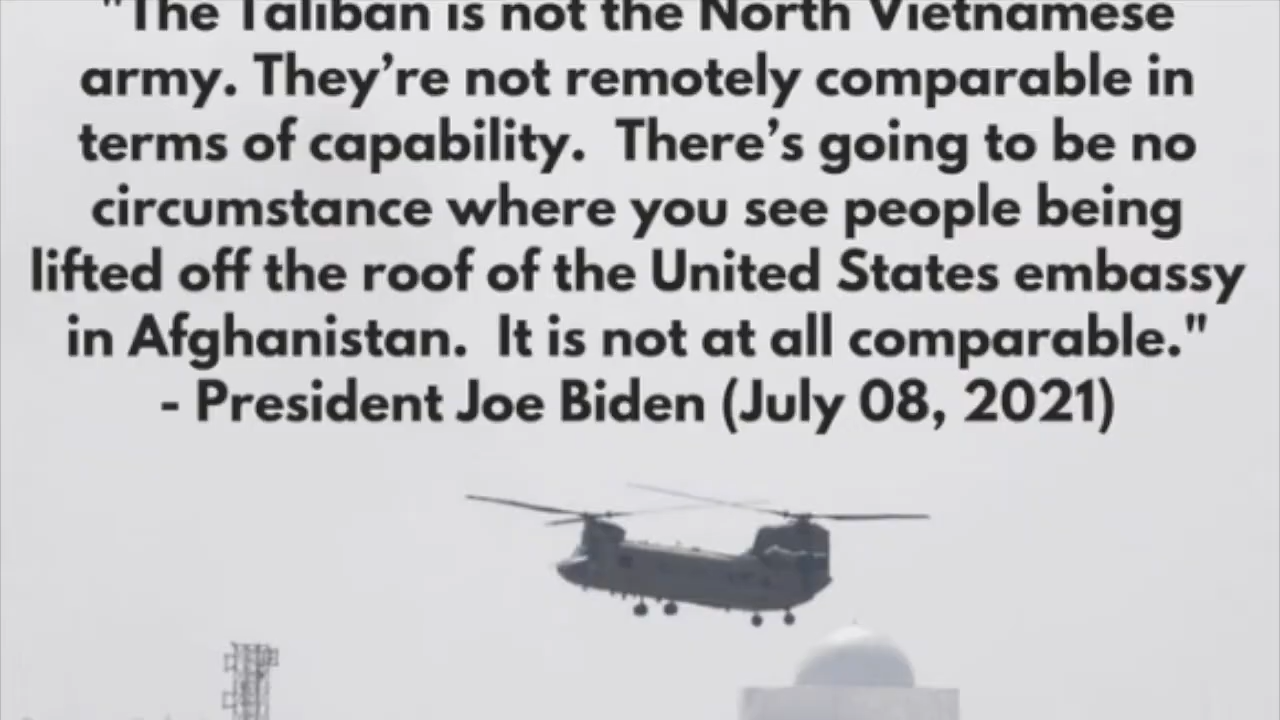 "The Taliban is not the North Vietnamese
army. They’re not remotely comparable in
terms of capability.  There’s going to be no
circumstance where you see people being
lifted off the roof of the United States embassy
in Afghanistan.  It is not at all comparable."
- President Joe Biden (July 08, 2021)